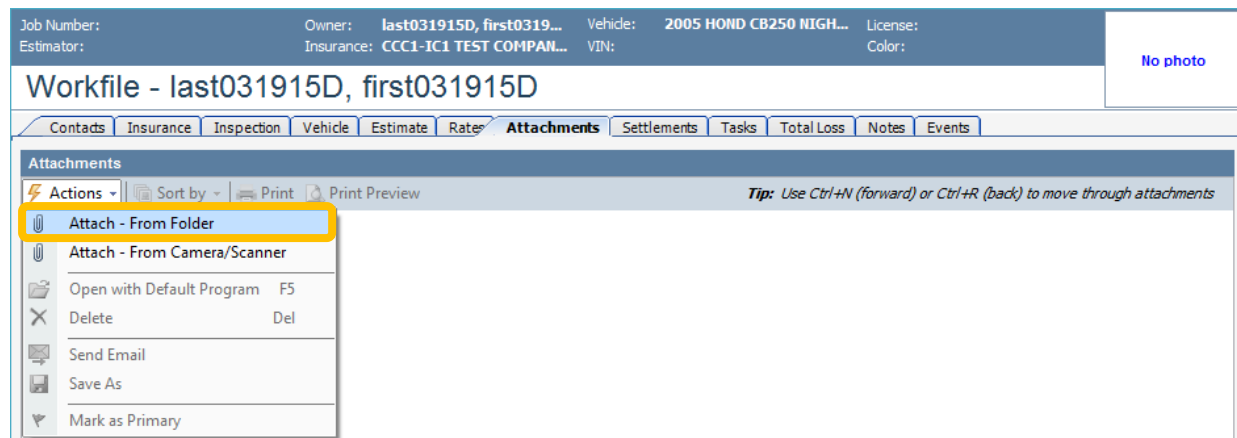 Job Number: Owner: last031915D, first0319... Vehicle: 2005 HOND CB250 NIGH... License:
Estimator: Insurance: CCC1-IC1 TEST COMPAN... VIN: Color:
No photo
Workfile - last031915D, first031915D
Contacts Insurance Inspection Vehicle Estimate Rates Attachments Settlements Tasks Total Loss Notes Events
Attachments
Actions Sort by Print Print Preview Tip: Use Ctrl+N (forward) or Ctrl+R (back) to move through attachments
Attach - From Folder
Attach - From Camera/Scanner
Open with Default Program F5
Delete Del
Send Email
Save As
Mark as Primary